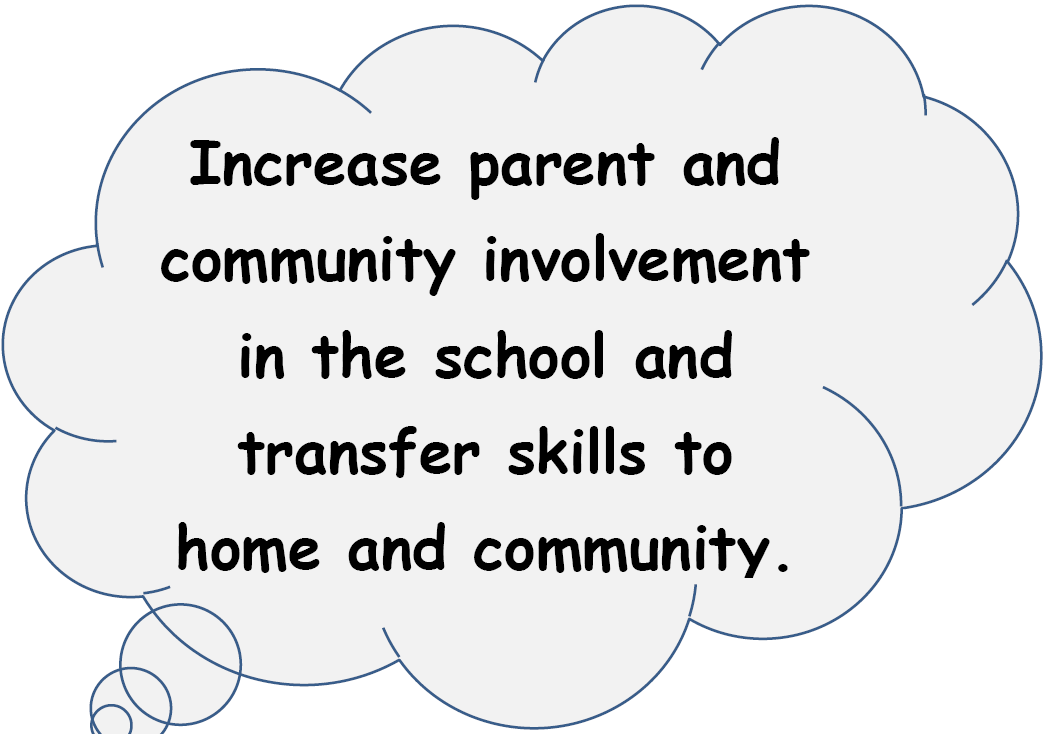 Increase parent and
community involvement
in the school and
transfer skills to
home and community.